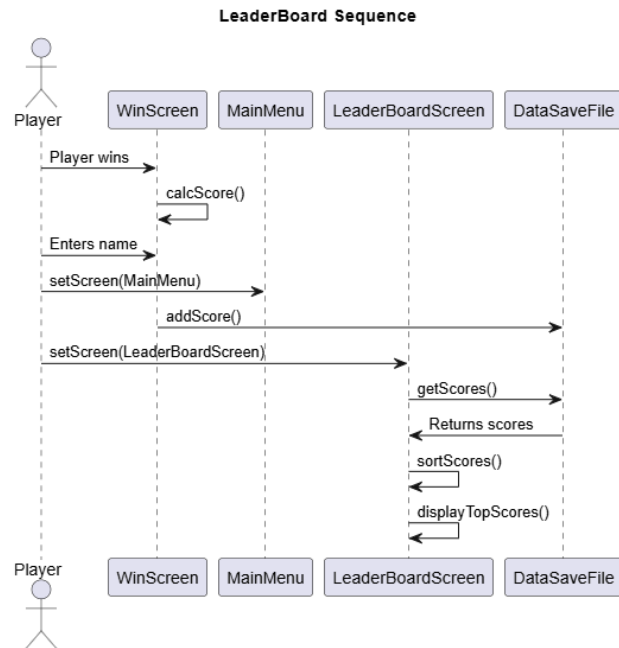 LeaderBoard Sequence
Player
WinScreen
MainMenu
LeaderBoardScreen
DataSaveFile
Player wins
calcScore()
Enters name
setScreen(MainMenu)
addScore()
setScreen(LeaderBoardScreen)
getScores()
Returns scores
sortScores()
displayTopScores()
Player
WinScreen
MainMenu
LeaderBoardScreen
DataSaveFile